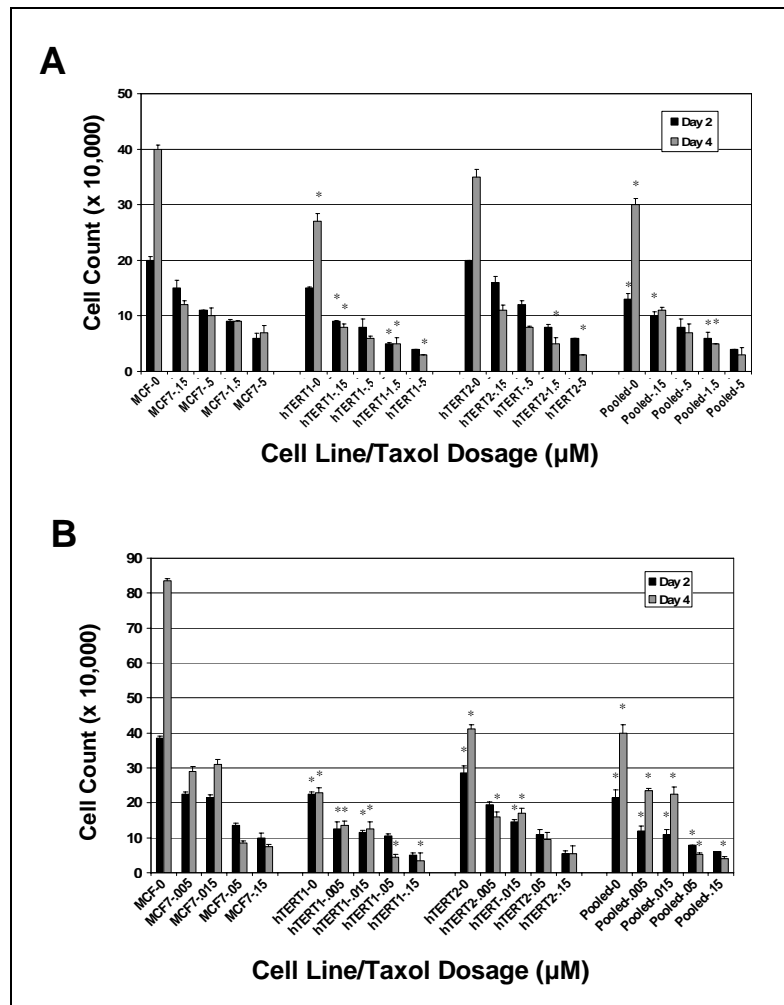 A
50
40
30
20
10
0
Cell Count (x 10,000)
Day 2
Day 4
*
*
*
*
*
*
*
*
*
*
*
*
*
*
MCF-0
MCF7-.15
MCF7-.5
MCF7-1.5
MCF7-5
hTERT1-0
hTERT1-.15
hTERT1-.5
hTERT1-1.5
hTERT1-5
hTERT2-0
hTERT2-.15
hTERT-.5
hTERT2-1.5
hTERT2-5
Pooled-0
Pooled-.15
Pooled-.5
Pooled-1.5
Pooled-5
Cell Line/Taxol Dosage (µM)
B
90
80
70
60
50
40
30
20
10
0
Cell Count (x 10,000)
Day 2
Day 4
* *
**
* *
*
*
*
*
*
* *
*
*
*
*
*
*
*
*
*
MCF-0
MCF7-.005
MCF7-.015
MCF7-.05
MCF7-.15
hTERT1-0
hTERT1-.005
hTERT1-.015
hTERT1-.05
hTERT1-.15
hTERT2-0
hTERT2-.005
hTERT-.015
hTERT2-.05
hTERT2-.15
Pooled-0
Pooled-.005
Pooled-.015
Pooled-.05
Pooled-.15
Cell Line/Taxol Dosage (µM)